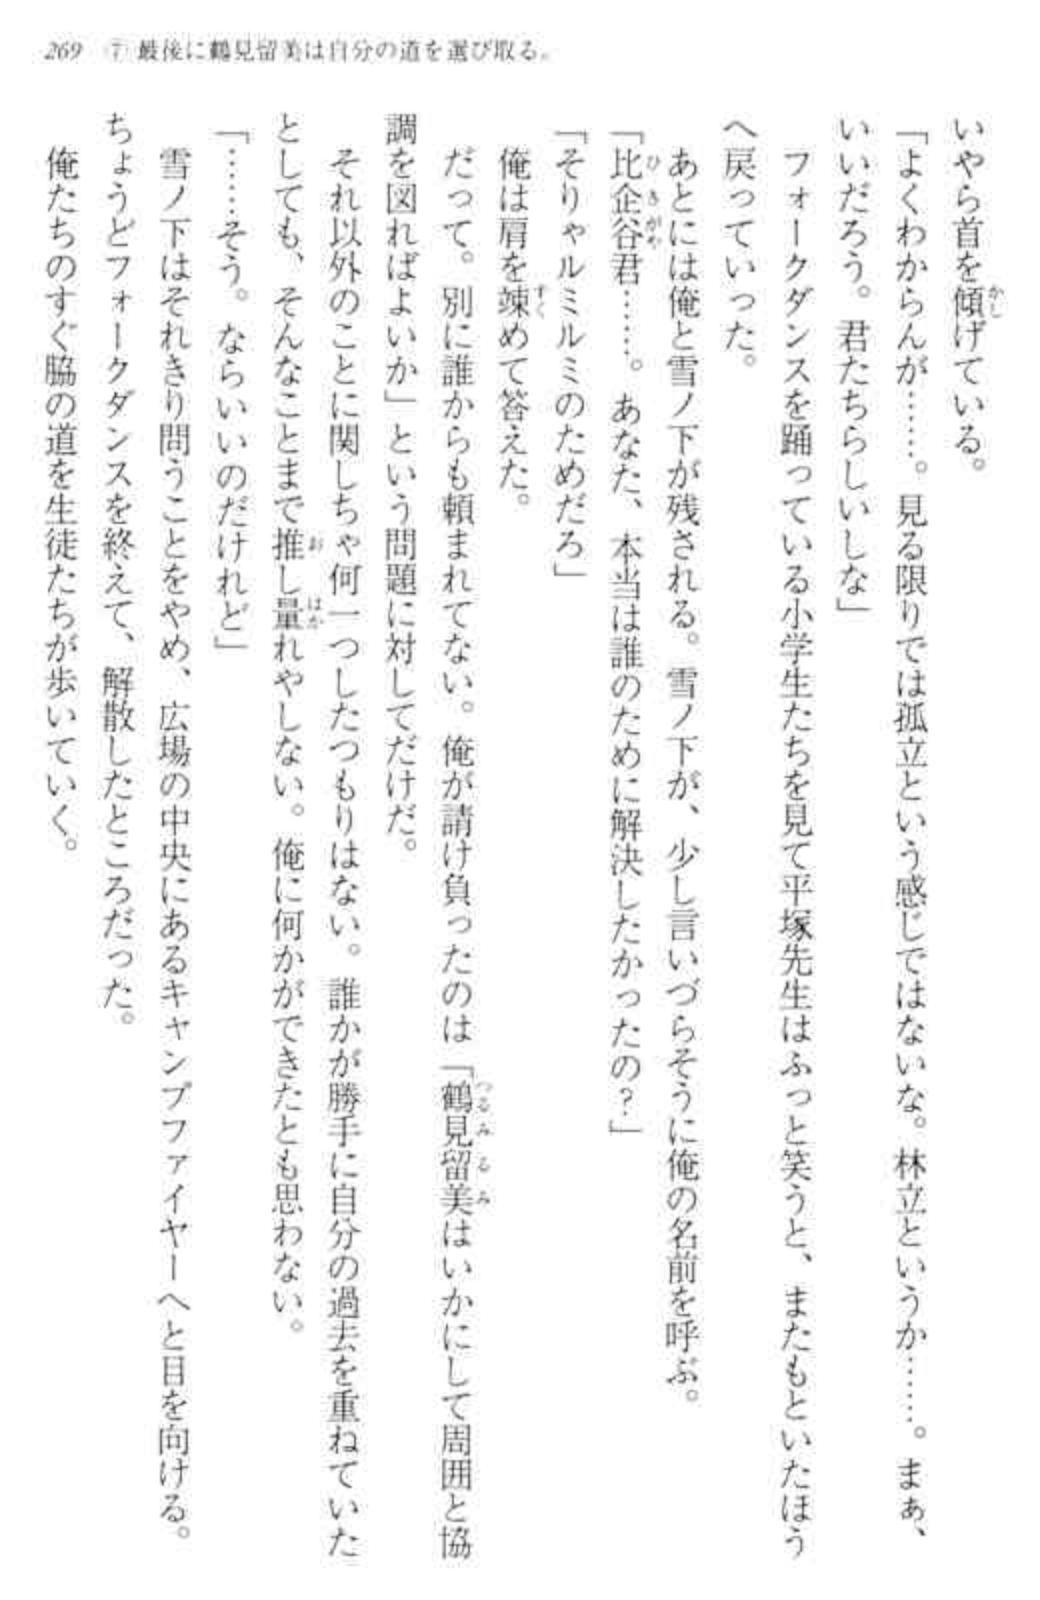 269 ⑦ 最後に鶴見留美は自分の道を選び取る。
いやら首を傾げている。
「よくわからんが……。見る限りでは孤立という感じではないな。林立というか……。まぁ、
いいだろう。君たちらしいしな」
フォークダンスを踊っている小学生たちを見て平塚先生はふっと笑うと、またもといたほう
へ戻っていった。
あとには俺と雪ノ下が残される。雪ノ下が、少し言いづらそうに俺の名前を呼ぶ。
「比企谷君……。あなた、本当は誰のために解決したかったの?」
「そりゃルミルミのためだろ」
俺は肩を竦めて答えた。
だって。別に誰からも頼まれてない。俺が請け負ったのは「鶴見留美はいかにして周囲と協
調を図ればよいか」という問題に対してだけだ。
それ以外のことに関しちゃ何一つしたつもりはない。誰かが勝手に自分の過去を重ねていた
としても、そんなことまで推し量れやしない。俺に何かができたとも思わない。
「……そう。ならいいのだけれど」
雪ノ下はそれきり問うことをやめ、広場の中央にあるキャンプファイヤーへと目を向ける。
ちょうどフォークダンスを終えて、解散したところだった。
俺たちのすぐ脇の道を生徒たちが歩いていく。